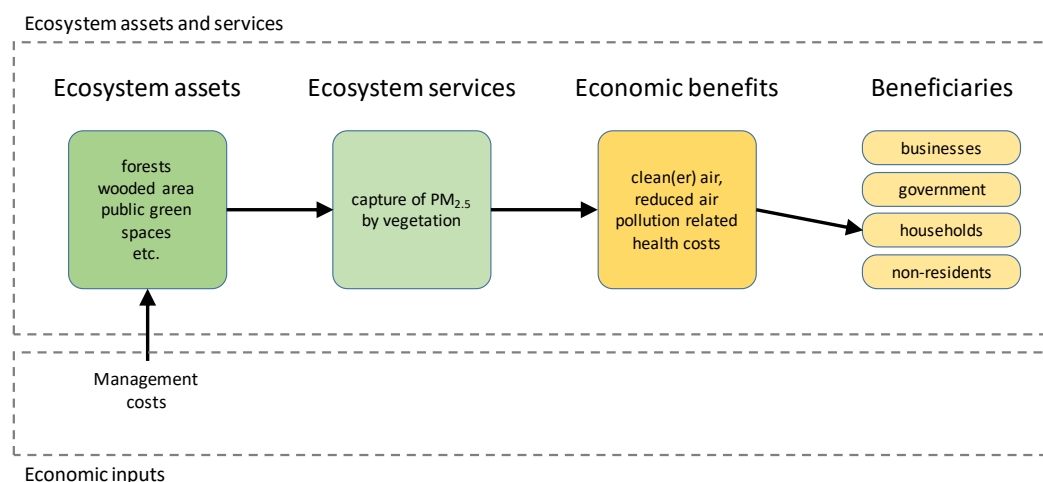 Ecosystem assets and services
Ecosystem assets
Ecosystem services
Economic benefits
Beneficiaries
forests
wooded area
public green
spaces
etc.
capture of PM2.5
by vegetation
clean(er) air,
reduced air
pollution related
health costs
businesses
government
households
non-residents
Management
costs
Economic inputs